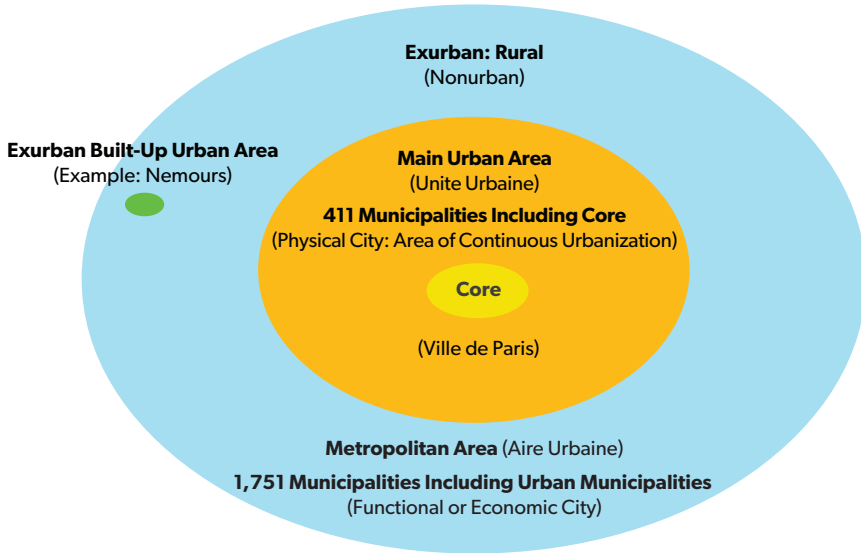 Exurban: Rural
(Nonurban)
Exurban Built-Up Urban Area
(Example: Nemours)
Main Urban Area
(Unite Urbaine)
411 Municipalities Including Core
(Physical City: Area of Continuous Urbanization)
Core
(Ville de Paris)
Metropolitan Area (Aire Urbaine)
1,751 Municipalities Including Urban Municipalities
(Functional or Economic City)